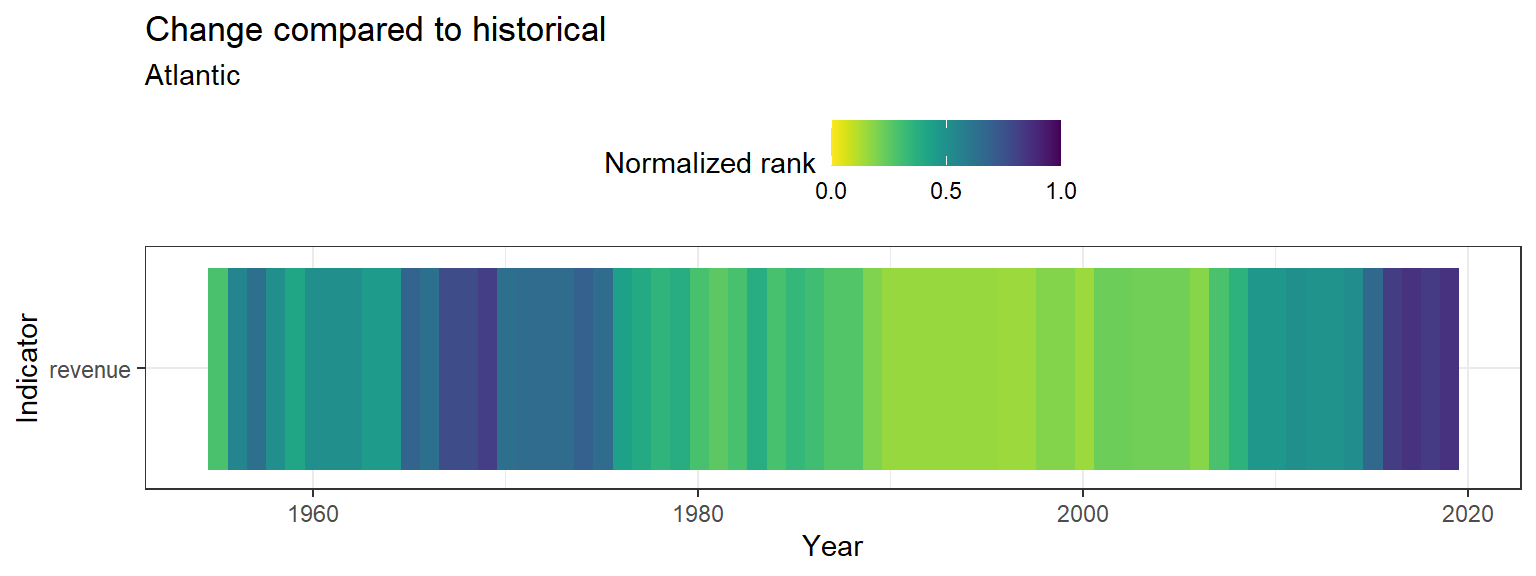 Change compared to historical
Atlantic
Normalized rank
0.0 0.5 1.0
Indicator
revenue
1960 1980 2000 2020
Year